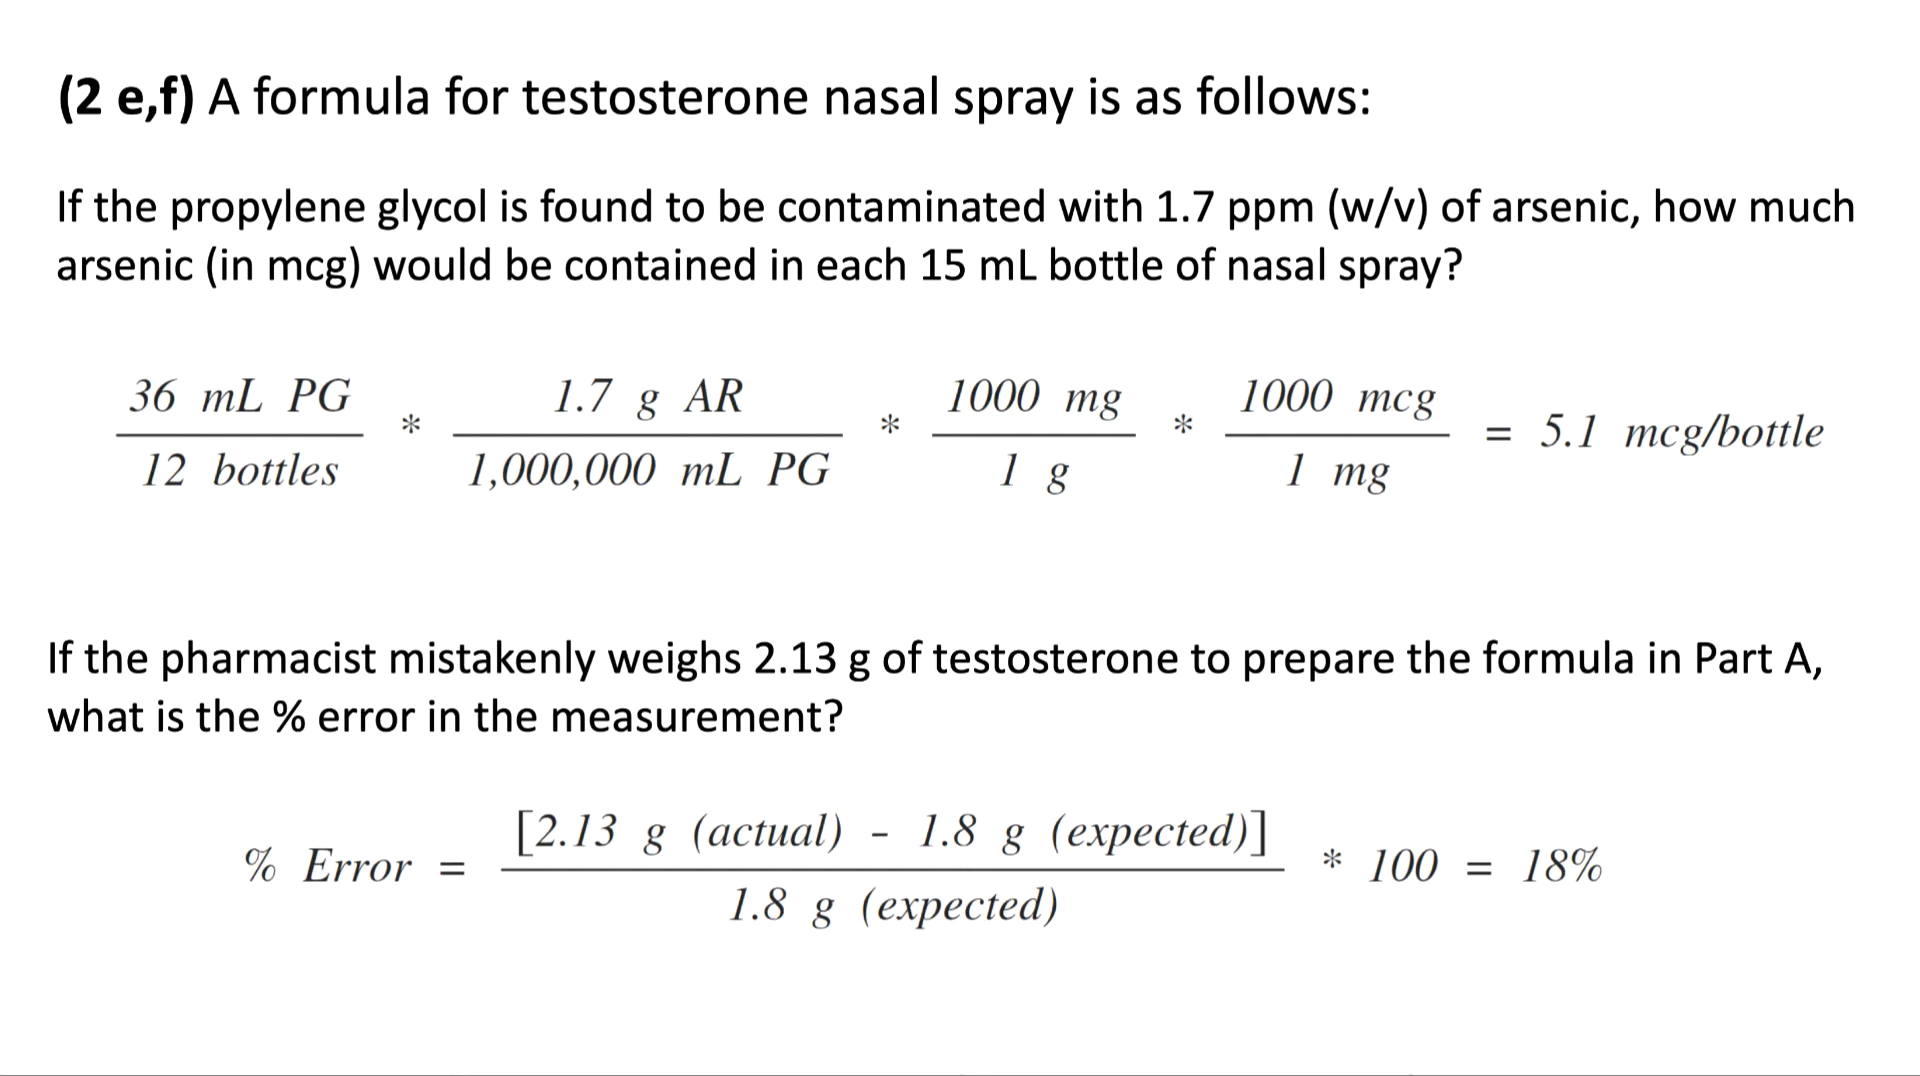 (2 e,f) A formula for testosterone nasal spray is as follows:
If the propylene glycol is found to be contaminated with 1.7 ppm (w/v) of arsenic, how much
arsenic (in mcg) would be contained in each 15 mL bottle of nasal spray?
36 mL PG / 12 bottles * 1.7 g AR / 1,000,000 mL PG * 1000 mg / 1 g * 1000 mcg / 1 mg = 5.1 mcg/bottle
If the pharmacist mistakenly weighs 2.13 g of testosterone to prepare the formula in Part A,
what is the % error in the measurement?
% Error = [2.13 g (actual) - 1.8 g (expected)] / 1.8 g (expected) * 100 = 18%